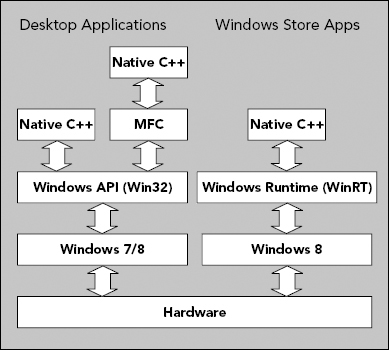 Desktop Applications
Windows Store Apps
Native C++
Native C++
MFC
Native C++
Windows API (Win32)
Windows Runtime (WinRT)
Windows 7/8
Windows 8
Hardware